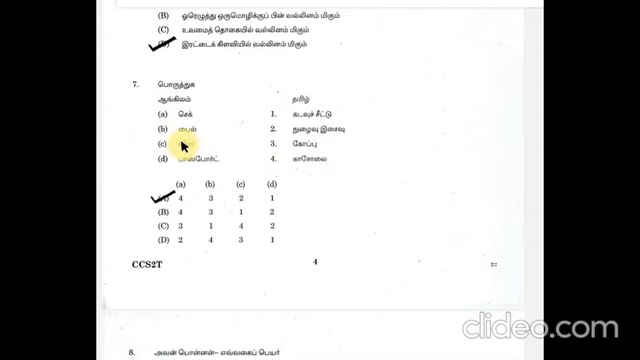 (B) ஓரெழுத்து ஒருமொழிக்குப் பின் வல்லினம் மிகும்
(C) உவமைத் தொகையில் வல்லினம் மிகும்
இரட்டைக் கிளவியில் வல்லினம் மிகும்
7. பொருத்துக
ஆங்கிலம் தமிழ்
(a) செக் 1. கடவுச் சீட்டு
(b) பைல் 2. நுழைவு இசைவு
(c) 3. கோப்பு
(d) பாஸ்போர்ட் 4. காசோலை
(a) (b) (c) (d)
(A) 4 3 2 1
(B) 4 3 1 2
(C) 3 1 4 2
(D) 2 4 3 1
CCS2T 4
8. அவன் பொன்னன்– எவ்வகைப் பெயர்
clideo.com